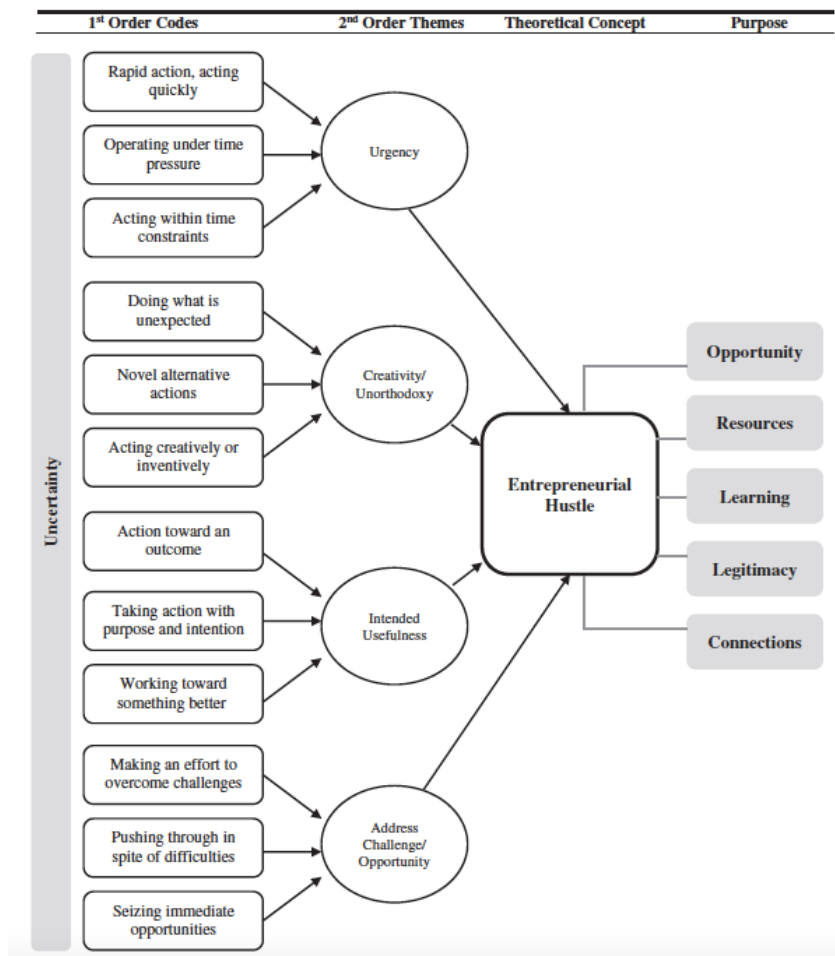 1st Order Codes
2nd Order Themes
Theoretical Concept
Purpose
Uncertainty
Rapid action, acting
quickly
Operating under time
pressure
Acting within time
constraints
Urgency
Doing what is
unexpected
Novel alternative
actions
Acting creatively or
inventively
Creativity/
Unorthodoxy
Action toward an
outcome
Taking action with
purpose and intention
Working toward
something better
Intended
Usefulness
Making an effort to
overcome challenges
Pushing through in
spite of difficulties
Seizing immediate
opportunities
Address
Challenge/
Opportunity
Entrepreneurial
Hustle
Opportunity
Resources
Learning
Legitimacy
Connections